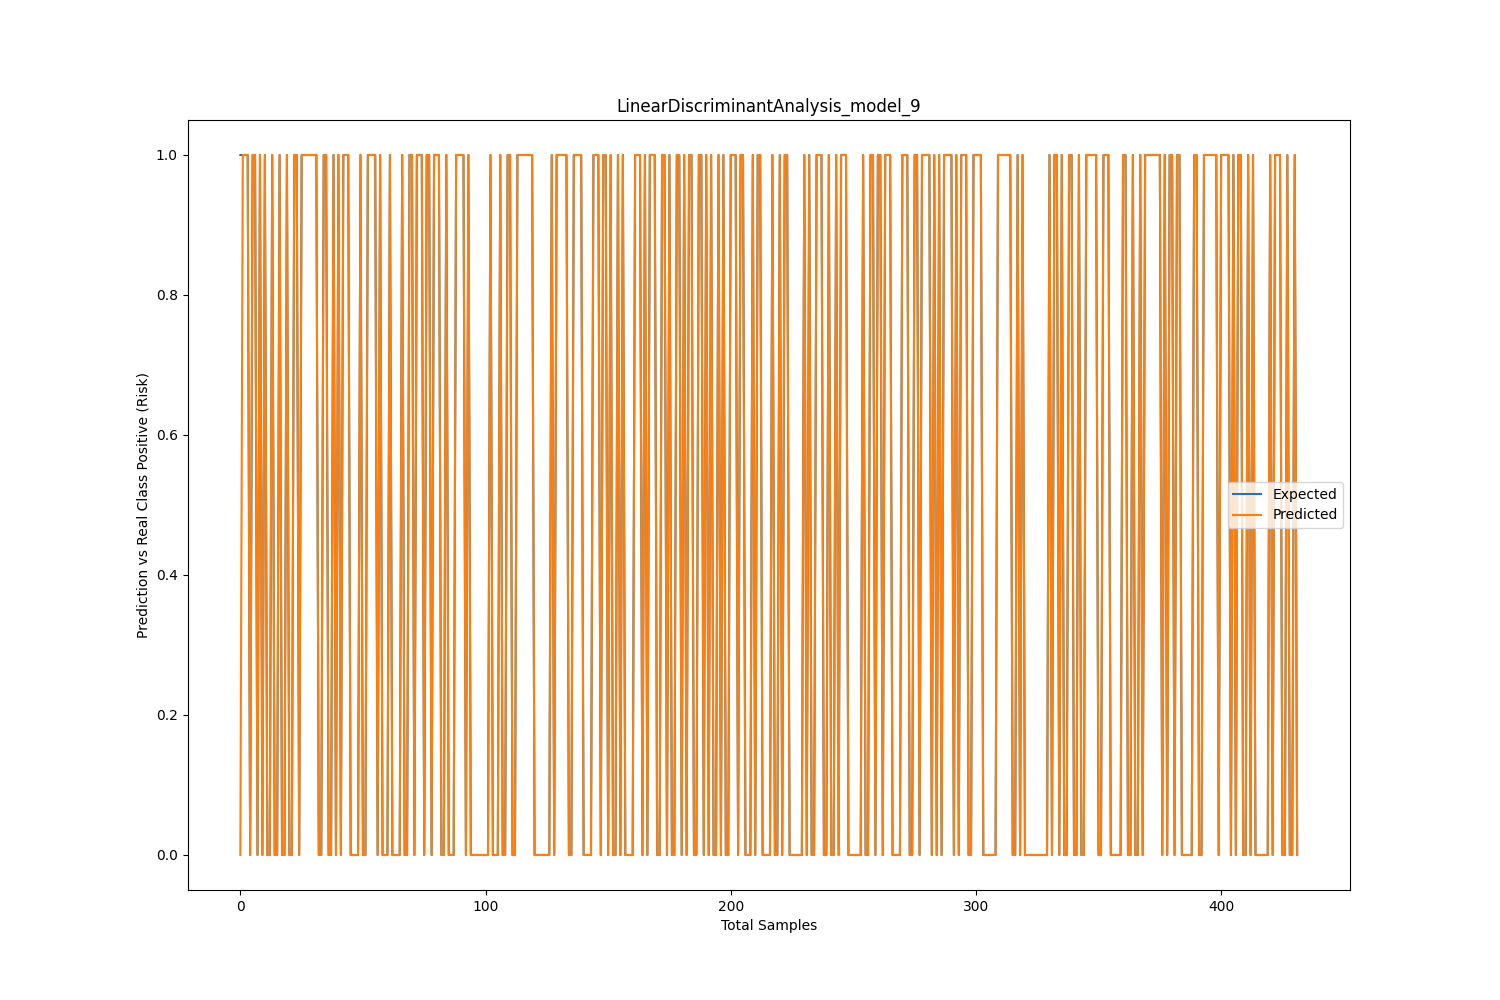 LinearDiscriminantAnalysis_model_9
1.0
0.8
0.6
0.4
0.2
0.0
Prediction vs Real Class Positive (Risk)
Expected
Predicted
0
100
200
300
400
Total Samples